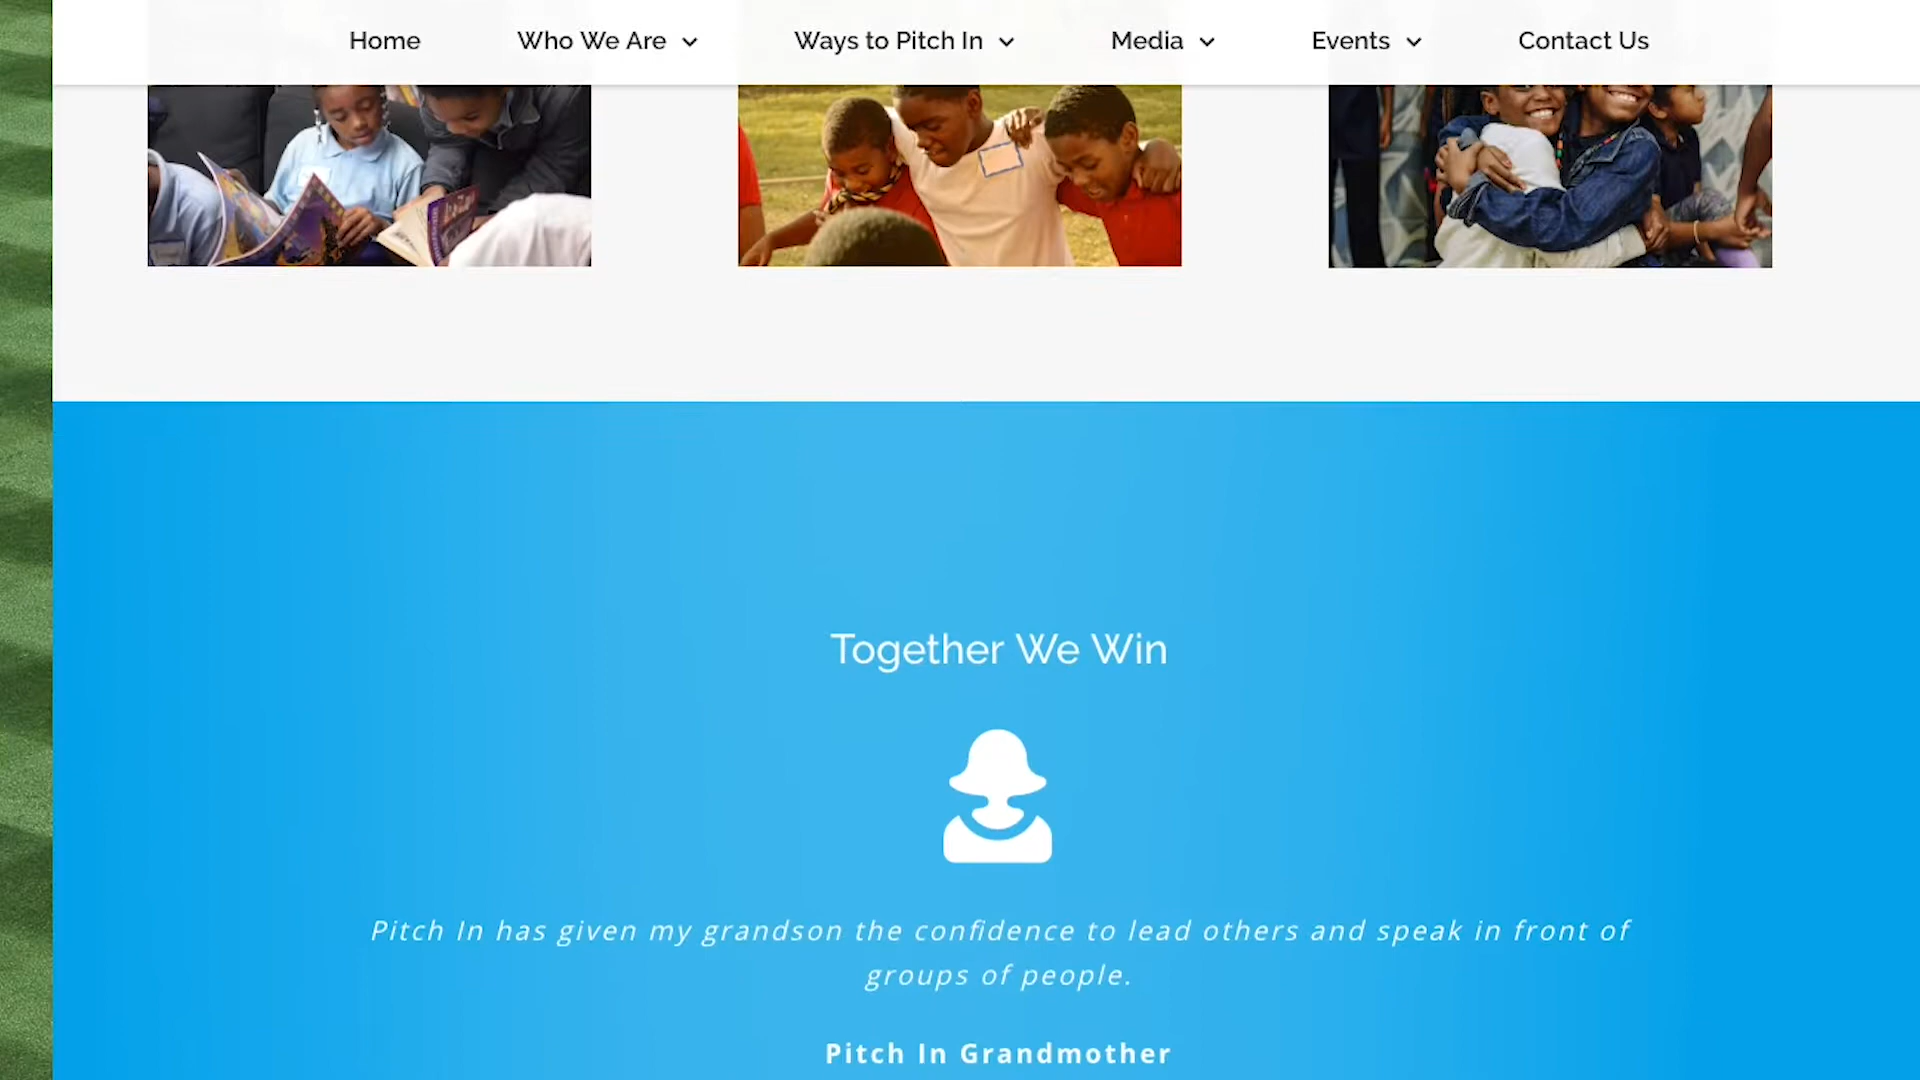 Home Who We Are Ways to Pitch In Media Events Contact Us
Together We Win
Pitch In has given my grandson the confidence to lead others and speak in front of
groups of people.
Pitch In Grandmother